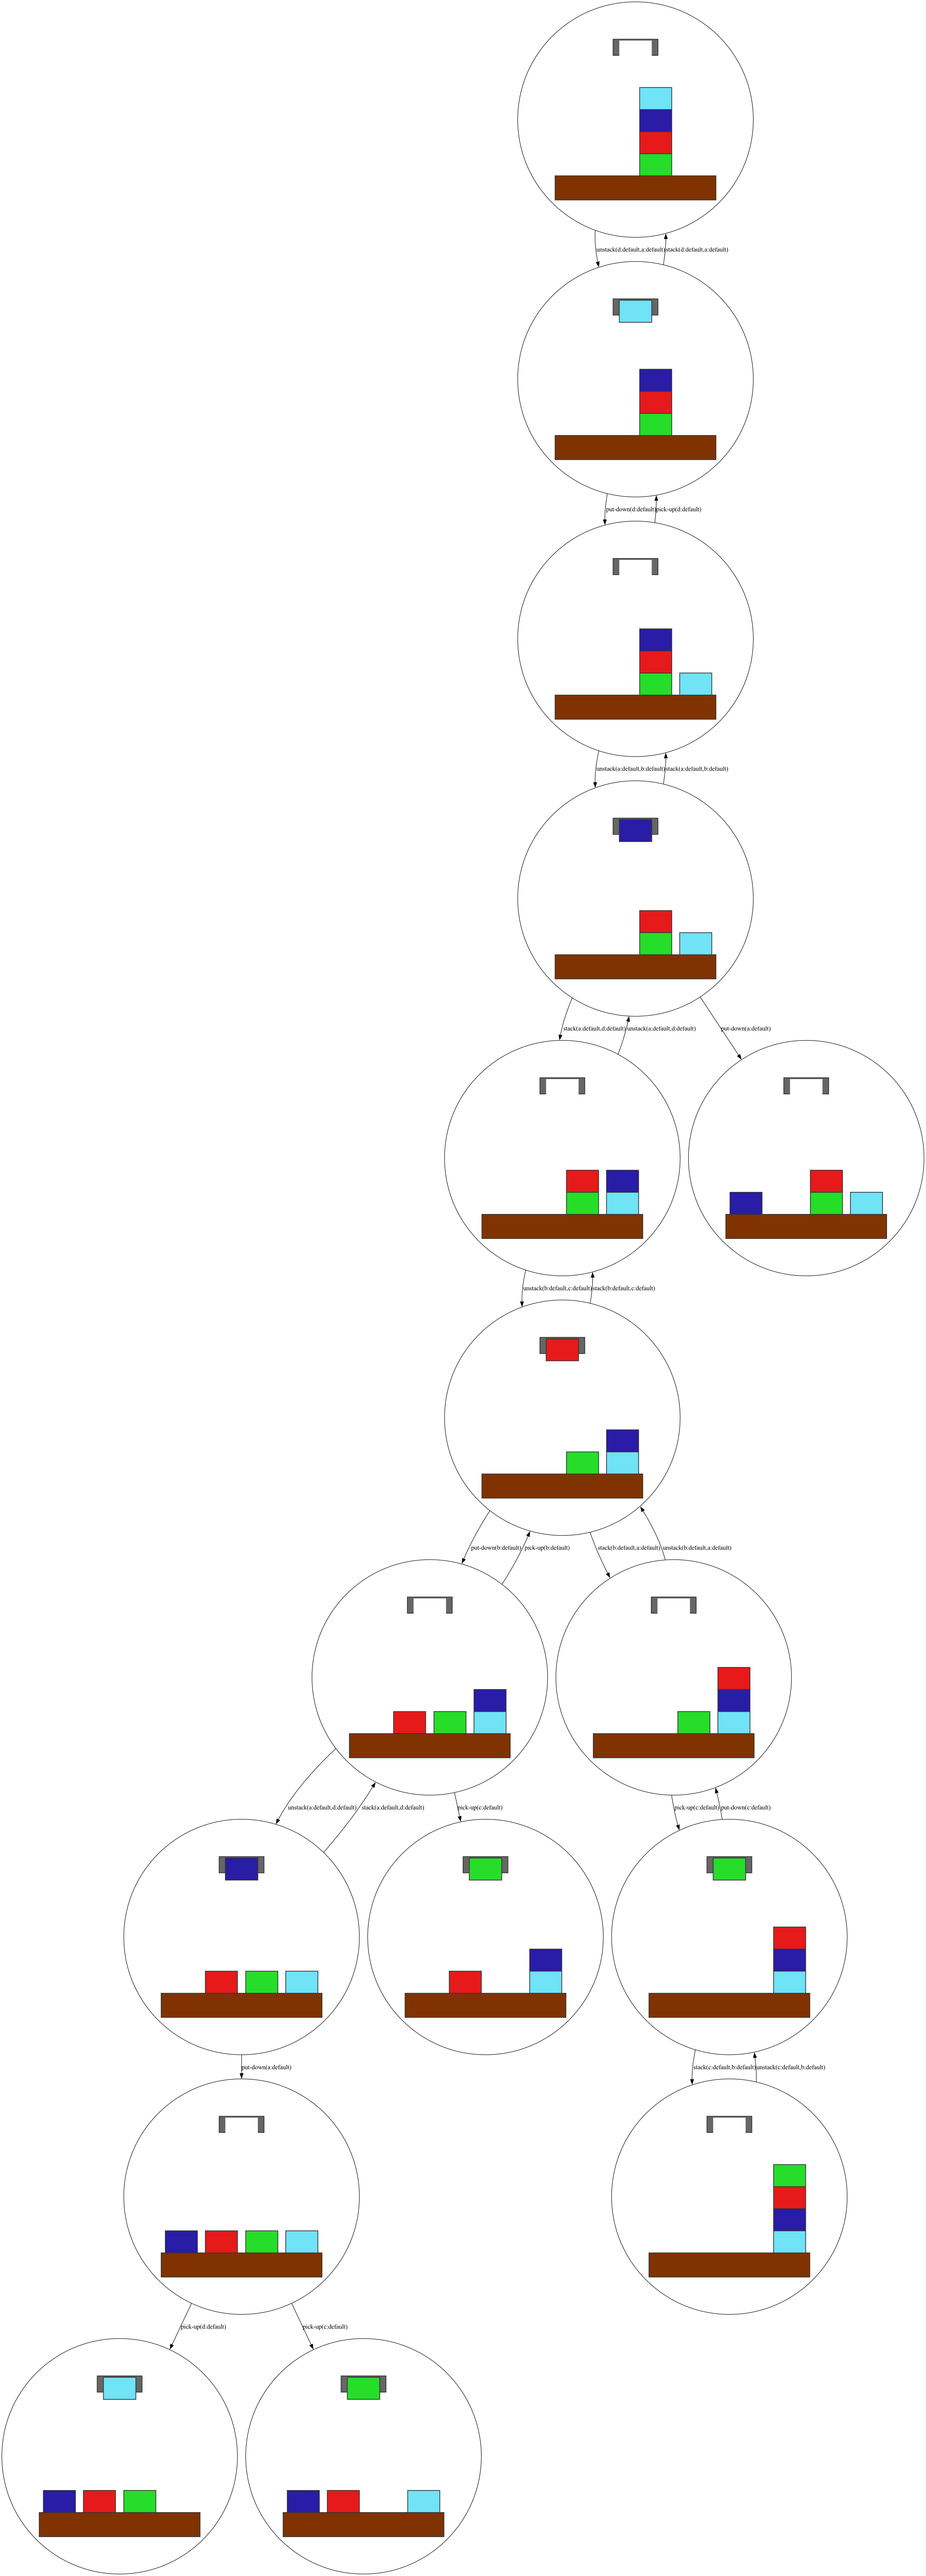 unstack(d:default,a:default)
stack(d:default,a:default)
put-down(d:default)
pick-up(d:default)
unstack(a:default,b:default)
stack(a:default,b:default)
stack(a:default,d:default)
unstack(a:default,d:default)
put-down(a:default)
unstack(b:default,c:default)
stack(b:default,c:default)
put-down(b:default)
pick-up(b:default)
stack(b:default,a:default)
unstack(b:default,a:default)
unstack(a:default,d:default)
stack(a:default,d:default)
pick-up(c:default)
pick-up(c:default)
put-down(c:default)
put-down(a:default)
stack(c:default,b:default)
unstack(c:default,b:default)
pick-up(d:default)
pick-up(c:default)